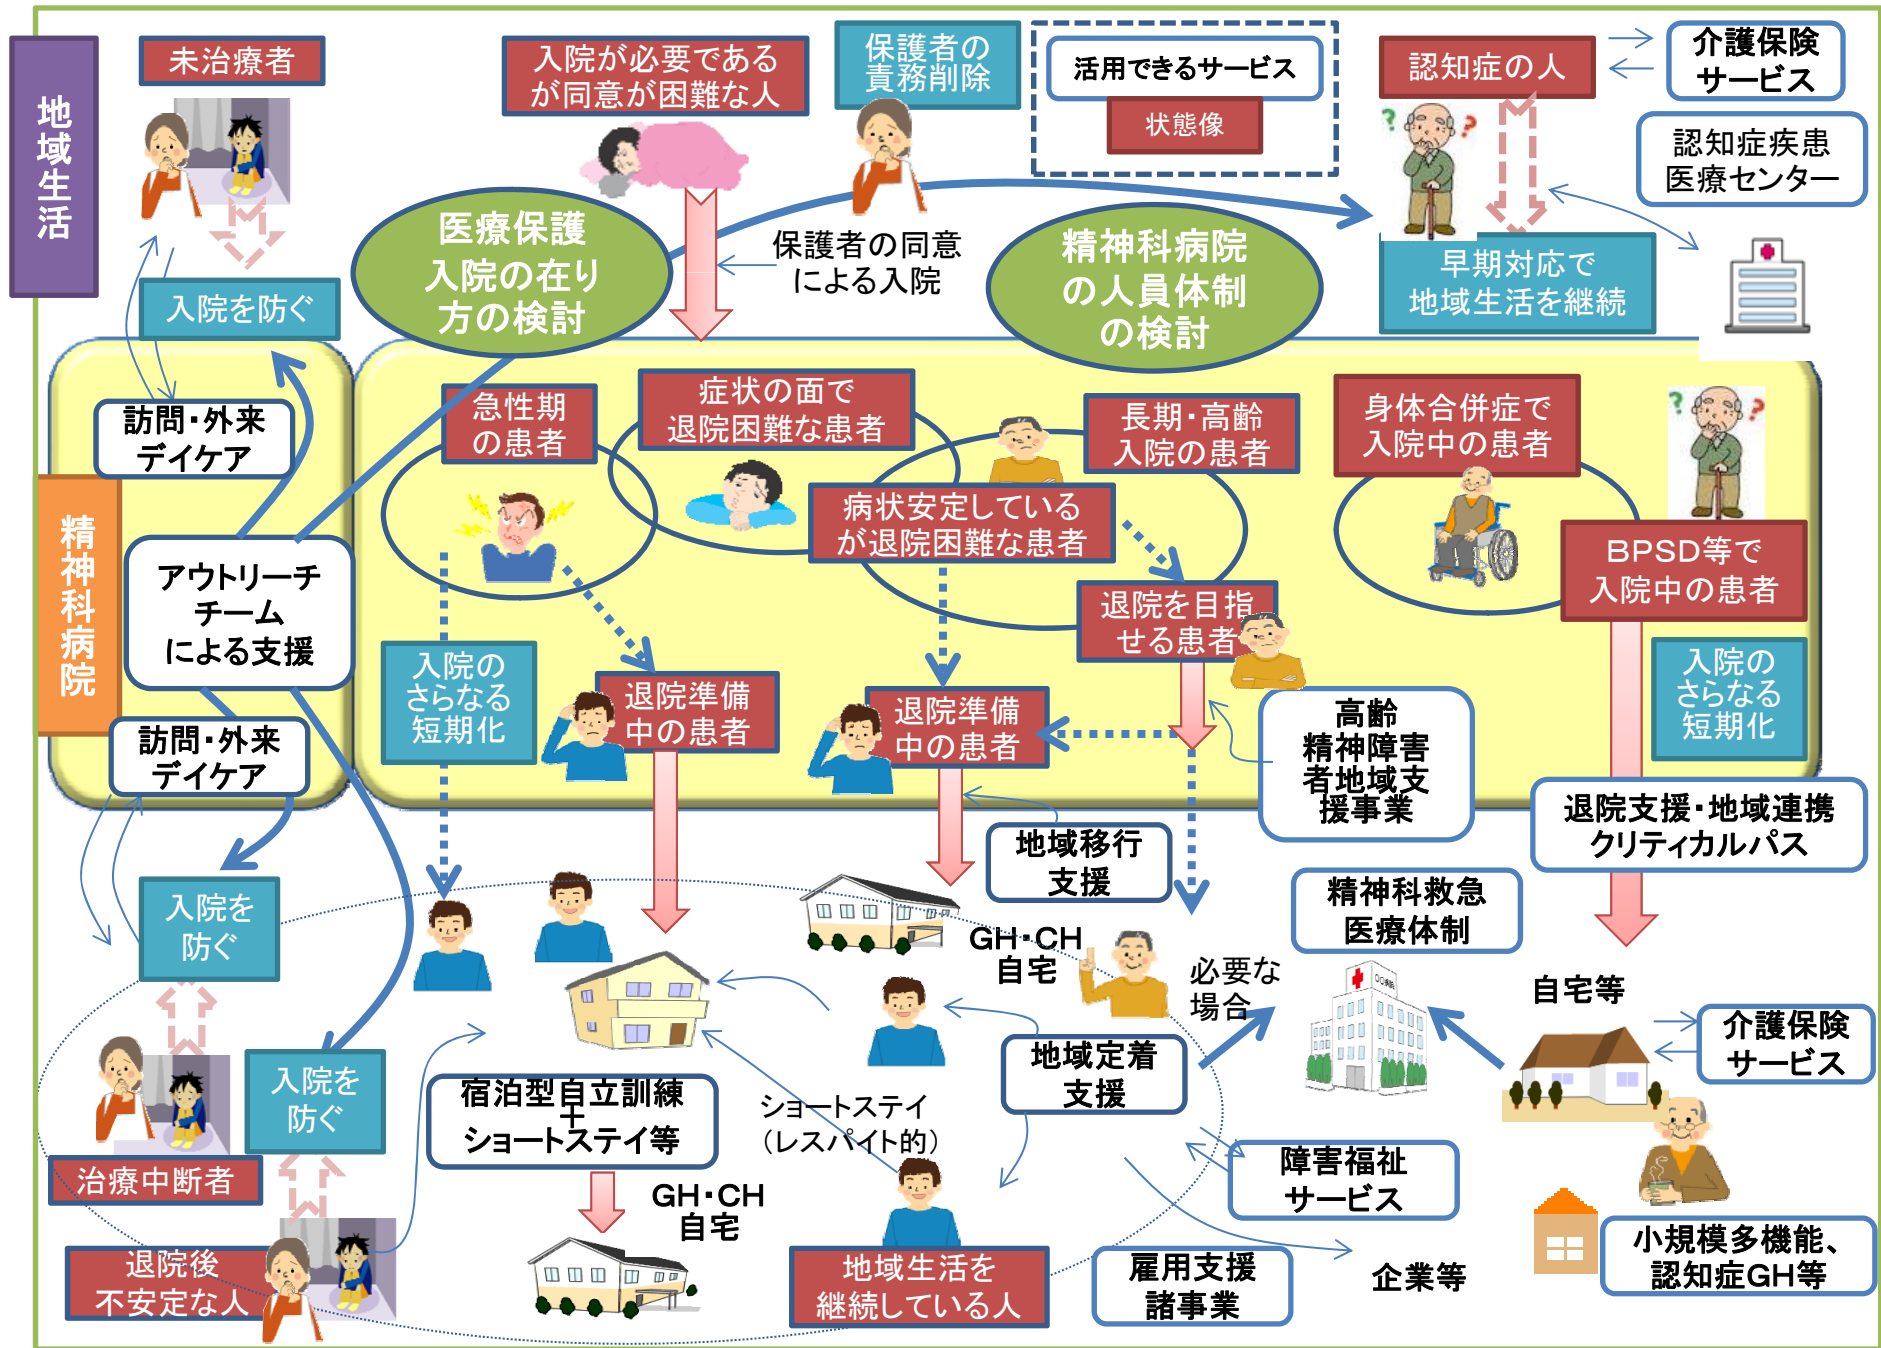 地域生活
未治療者
入院が必要である
が同意が困難な人
保護者の
責務削除
活用できるサービス
状態像
認知症の人
介護保険
サービス
認知症疾患
医療センター
入院を防ぐ
医療保護
入院の在り
方の検討
保護者の同意
による入院
精神科病院
の人員体制
の検討
早期対応で
地域生活を継続
精神科病院
訪問・外来
デイケア
アウトリーチ
チーム
による支援
訪問・外来
デイケア
急性期
の患者
症状の面で
退院困難な患者
長期・高齢
入院の患者
病状安定している
が退院困難な患者
身体合併症で
入院中の患者
BPSD等で
入院中の患者
退院を目指
せる患者
入院の
さらなる
短期化
退院準備
中の患者
退院準備
中の患者
高齢
精神障害
者地域支
援事業
入院の
さらなる
短期化
退院支援・地域連携
クリティカルパス
地域移行
支援
精神科救急
医療体制
入院を
防ぐ
GH・CH
自宅
必要な
場合
〇〇病院
自宅等
介護保険
サービス
入院を
防ぐ
治療中断者
宿泊型自立訓練
+
ショートステイ等
ショートステイ
(レスパイト的)
地域定着
支援
障害福祉
サービス
GH・CH
自宅
退院後
不安定な人
地域生活を
継続している人
雇用支援
諸事業
企業等
小規模多機能、
認知症GH等